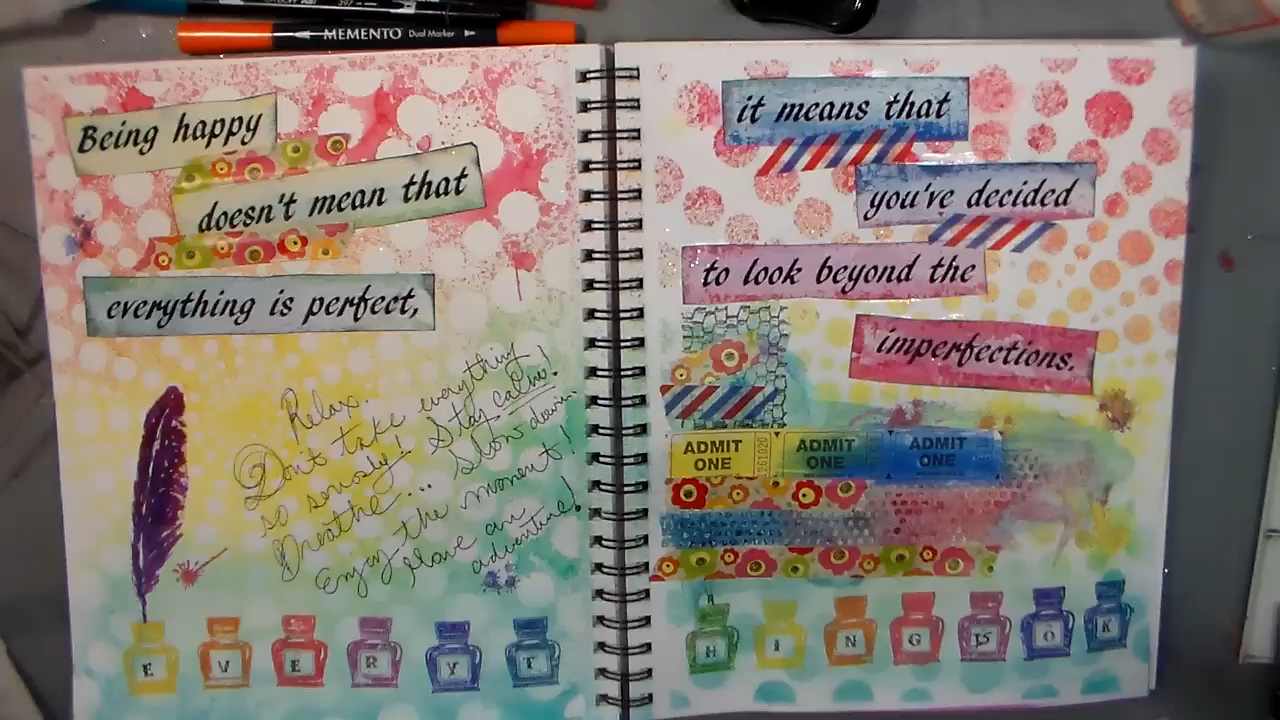 MEMENTO Dual Marker
Being happy
doesn't mean that
everything is perfect,
Relax.
Don't take everything
so seriously! Stay calm!
Breathe... Slow down.
Enjoy the moment!
Have an
adventure!
E V E R Y T
it means that
you've decided
to look beyond the
imperfections.
ADMIT ONE 261020 ADMIT ONE ADMIT ONE
H I N G IS O K